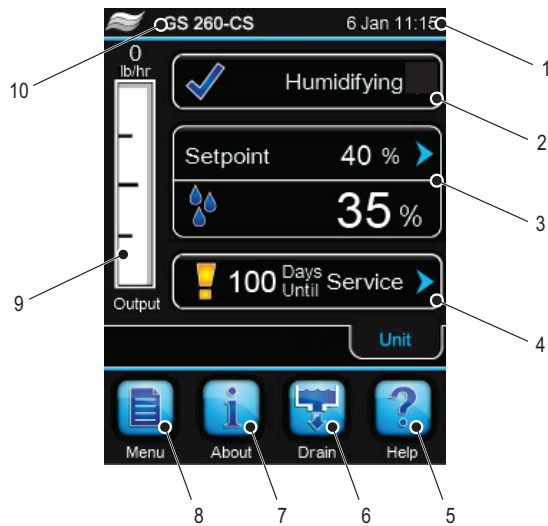 GS 260-CS 6 Jan 11:15
1
10
0
lb/hr
Humidifying
2
Setpoint 40 %
3
35 %
9
100 Days Until Service
Output
4
Unit
Menu About Drain Help
8 7 6 5